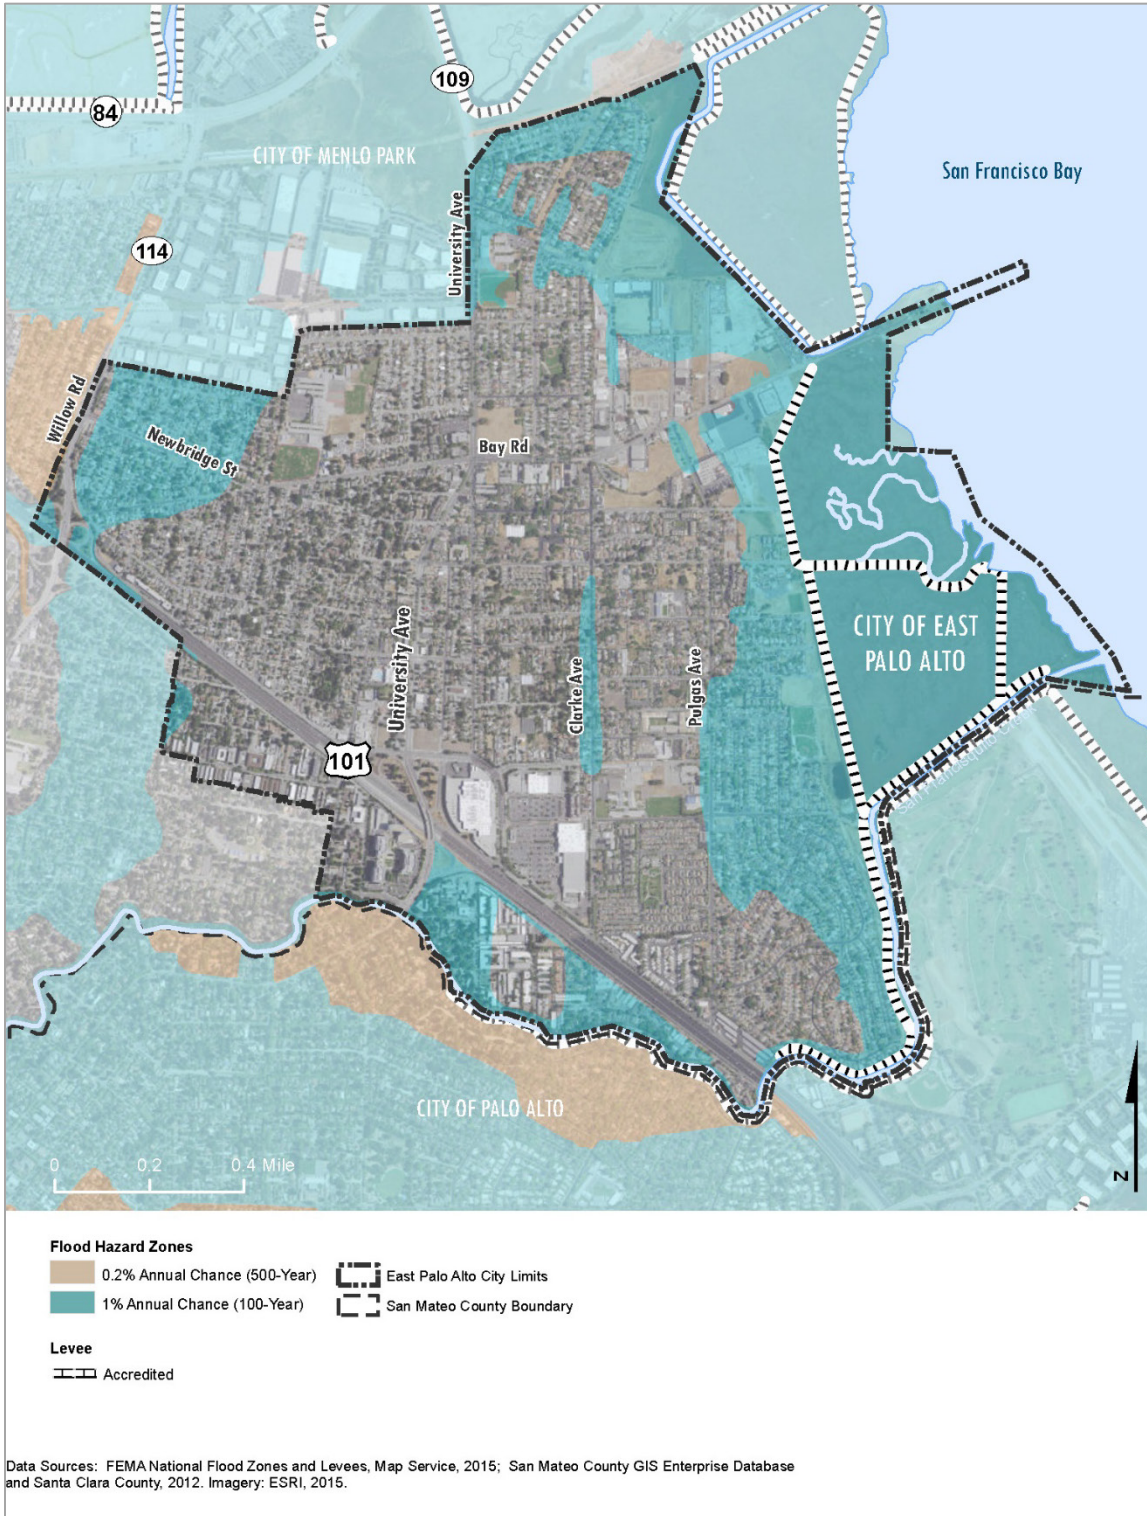 109
84
CITY OF MENLO PARK
San Francisco Bay
University Ave
114
Willow Rd
Newbridge St
Bay Rd
CITY OF EAST
PALO ALTO
University Ave
Clarke Ave
Pulgas Ave
101
CITY OF PALO ALTO
0 0.2 0.4 Mile
N
Flood Hazard Zones
0.2% Annual Chance (500-Year)
East Palo Alto City Limits
1% Annual Chance (100-Year)
San Mateo County Boundary
Levee
Accredited
Data Sources: FEMA National Flood Zones and Levees, Map Service, 2015; San Mateo County GIS Enterprise Database
and Santa Clara County, 2012. Imagery: ESRI, 2015.